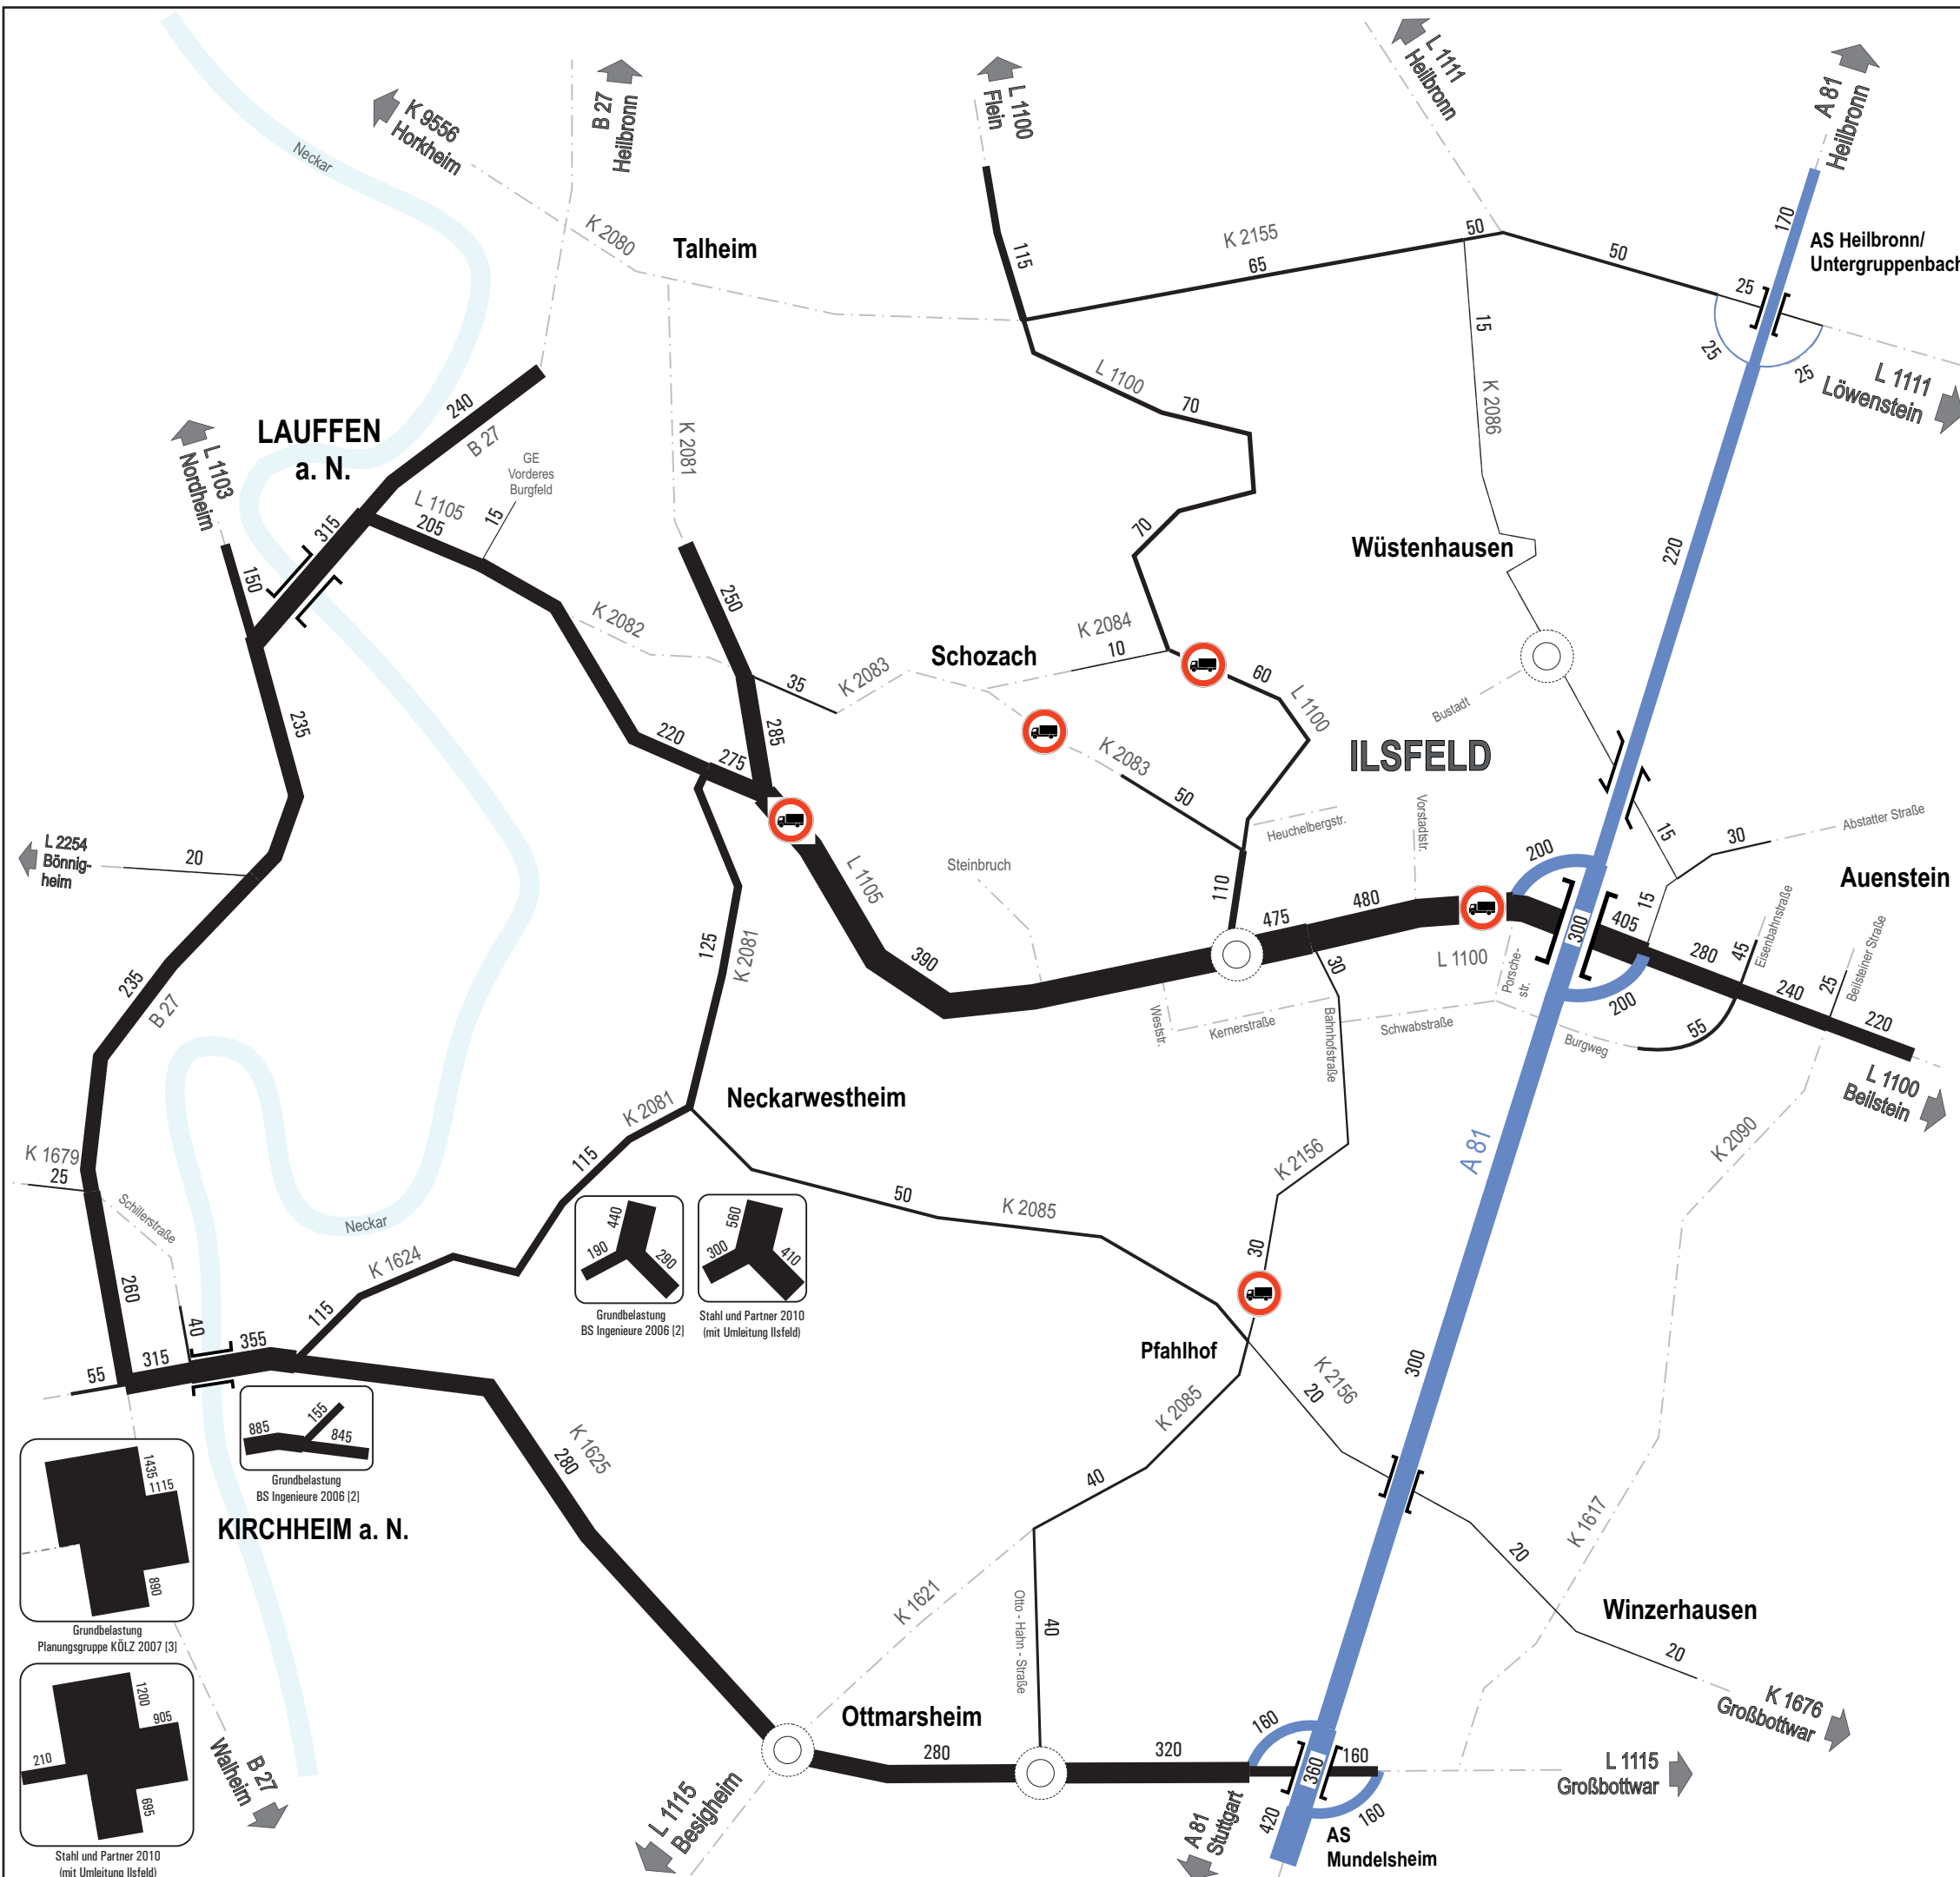 K 9556
Horkheim
B 27
Heilbronn
L 1100
Flein
L 1111
Heilbronn
A 81
Heilbronn
Neckar
K 2080
Talheim
115
K 2155
65
50
50
170
AS Heilbronn/
Untergruppenbach
25
25
25
L 1111
Löwenstein
15
K 2086
L 1100
70
70
240
B 27
LAUFFEN
a. N.
L 1103
Nordheim
315
150
L 1105
205
15
GE
Vorderes
Burgfeld
K 2081
250
K 2082
35
K 2083
Schozach
K 2084
10
60
L 1100
Wüstenhausen
220
235
220
275
285
K 2083
50
Bustadt
ILSFELD
Heuchelbergstr.
Vorstadtstr.
15
30
Abstatter Straße
Auenstein
L 2254
Bönnig-
heim
20
L 1105
Steinbruch
110
475
480
200
300
405
15
L 1100
Porsche-
str.
280
45
Eisenbahnstraße
240
25
Beilsteiner Straße
220
125
K 2081
390
30
Weststr.
Kernerstraße
Bahnhofstraße
Schwabstraße
Burgweg
200
55
L 1100
Beilstein
235
B 27
Neckarwestheim
K 2081
115
K 2156
A 81
K 2090
K 1679
25
Schillerstraße
Neckar
50
K 2085
440
190
290
Grundbelastung
BS Ingenieure 2006 [2]
560
300
410
Stahl und Partner 2010
(mit Umleitung Ilsfeld)
30
260
40
K 1624
115
Pfahlhof
300
55
315
355
K 2156
20
K 2085
885
155
845
Grundbelastung
BS Ingenieure 2006 [2]
K 1625
280
40
1435
1115
890
Grundbelastung
Planungsgruppe KÖLZ 2007 [3]
KIRCHHEIM a. N.
K 1617
20
K 1621
Otto - Hahn - Straße
40
Winzerhausen
20
K 1676
Großbottwar
1200
905
210
695
Stahl und Partner 2010
(mit Umleitung Ilsfeld)
B 27
Walheim
Ottmarsheim
280
320
160
360
160
160
420
L 1115
Großbottwar
L 1115
Besigheim
A 81
Stuttgart
AS
Mundelsheim